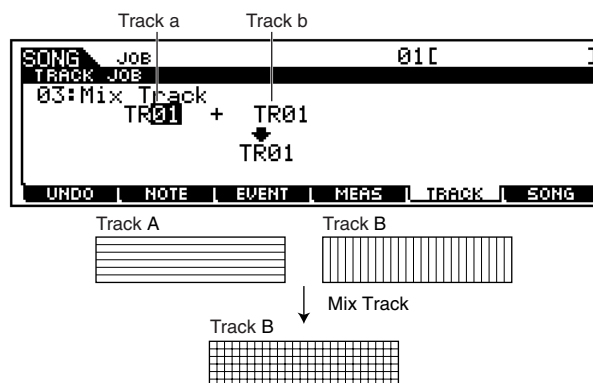 Track a Track b
SONG JOB 01[ ]
TRACK JOB
03:Mix Track
TR01 + TR01
TR01
UNDO NOTE EVENT MEAS TRACK SONG
Track A Track B
Mix Track
Track B